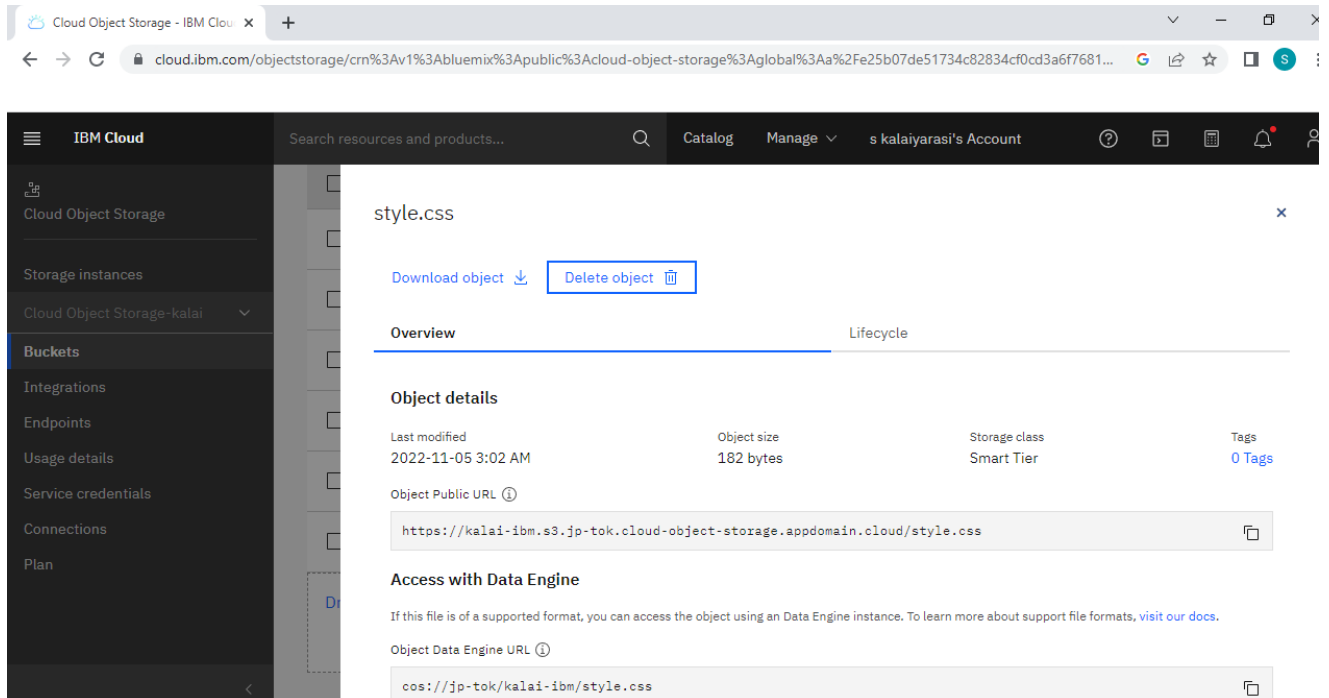 Cloud Object Storage - IBM Clou
cloud.ibm.com/objectstorage/crn%3Av1%3Abluemix%3Apublic%3Acloud-object-storage%3Aglobal%3Aa%2Fe25b07de51734c82834cf0cd3a6f7681...
G
S
IBM Cloud
Search resources and products...
Catalog
Manage
s kalaiyarasi's Account
Cloud Object Storage
Storage instances
Cloud Object Storage-kalai
Buckets
Integrations
Endpoints
Usage details
Service credentials
Connections
Plan
Dr
style.css
Download object
Delete object
Overview
Lifecycle
Object details
Last modified
2022-11-05 3:02 AM
Object size
182 bytes
Storage class
Smart Tier
Tags
0 Tags
Object Public URL
https://kalai-ibm.s3.jp-tok.cloud-object-storage.appdomain.cloud/style.css
Access with Data Engine
If this file is of a supported format, you can access the object using an Data Engine instance. To learn more about support file formats, visit our docs.
Object Data Engine URL
cos://jp-tok/kalai-ibm/style.css